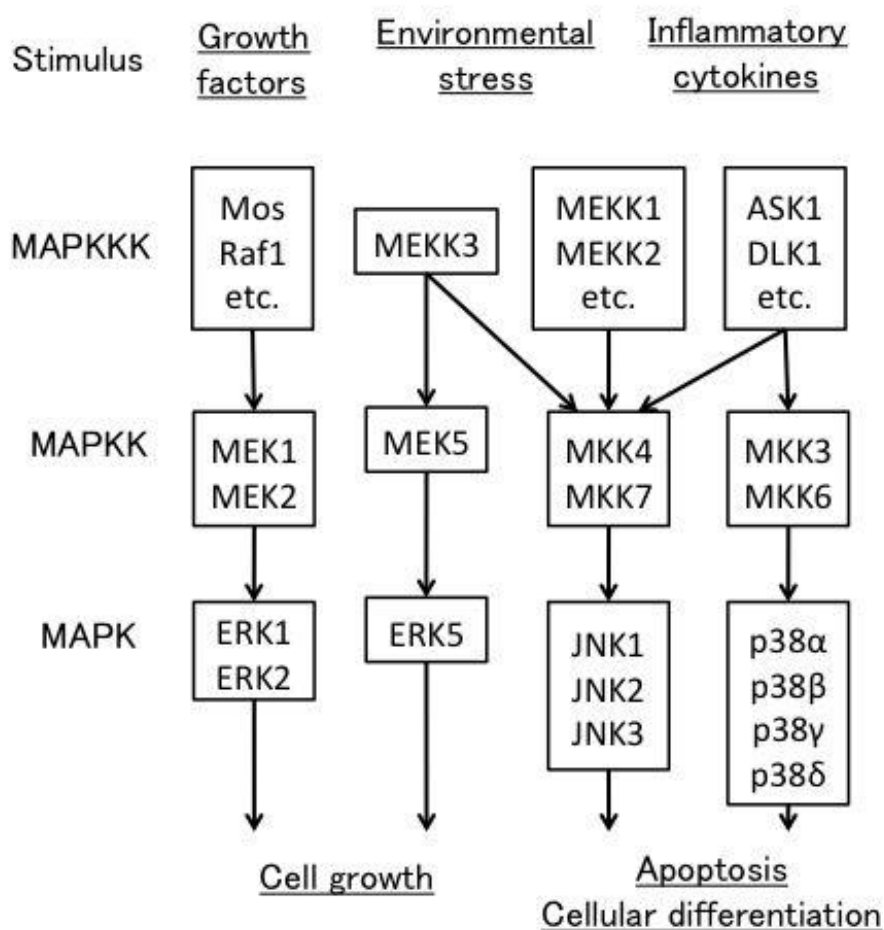 Stimulus
Growth
factors
Environmental
stress
Inflammatory
cytokines
MAPKKK
Mos
Raf1
etc.
MEKK3
MEKK1
MEKK2
etc.
ASK1
DLK1
etc.
MAPKK
MEK1
MEK2
MEK5
MKK4
MKK7
MKK3
MKK6
MAPK
ERK1
ERK2
ERK5
JNK1
JNK2
JNK3
p38α
p38β
p38γ
p38δ
Cell growth
Apoptosis
Cellular differentiation